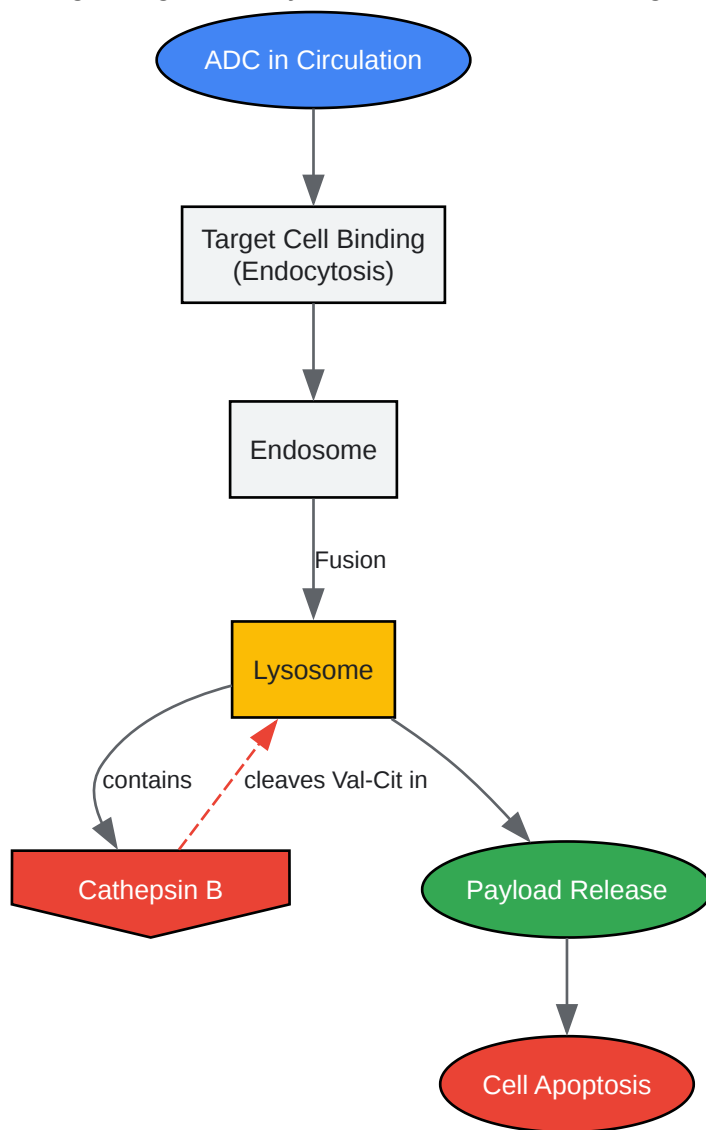 ADC in Circulation
Target Cell Binding
(Endocytosis)
Endosome
Fusion
Lysosome
contains
cleaves Val-Cit in
Cathepsin B
Payload Release
Cell Apoptosis